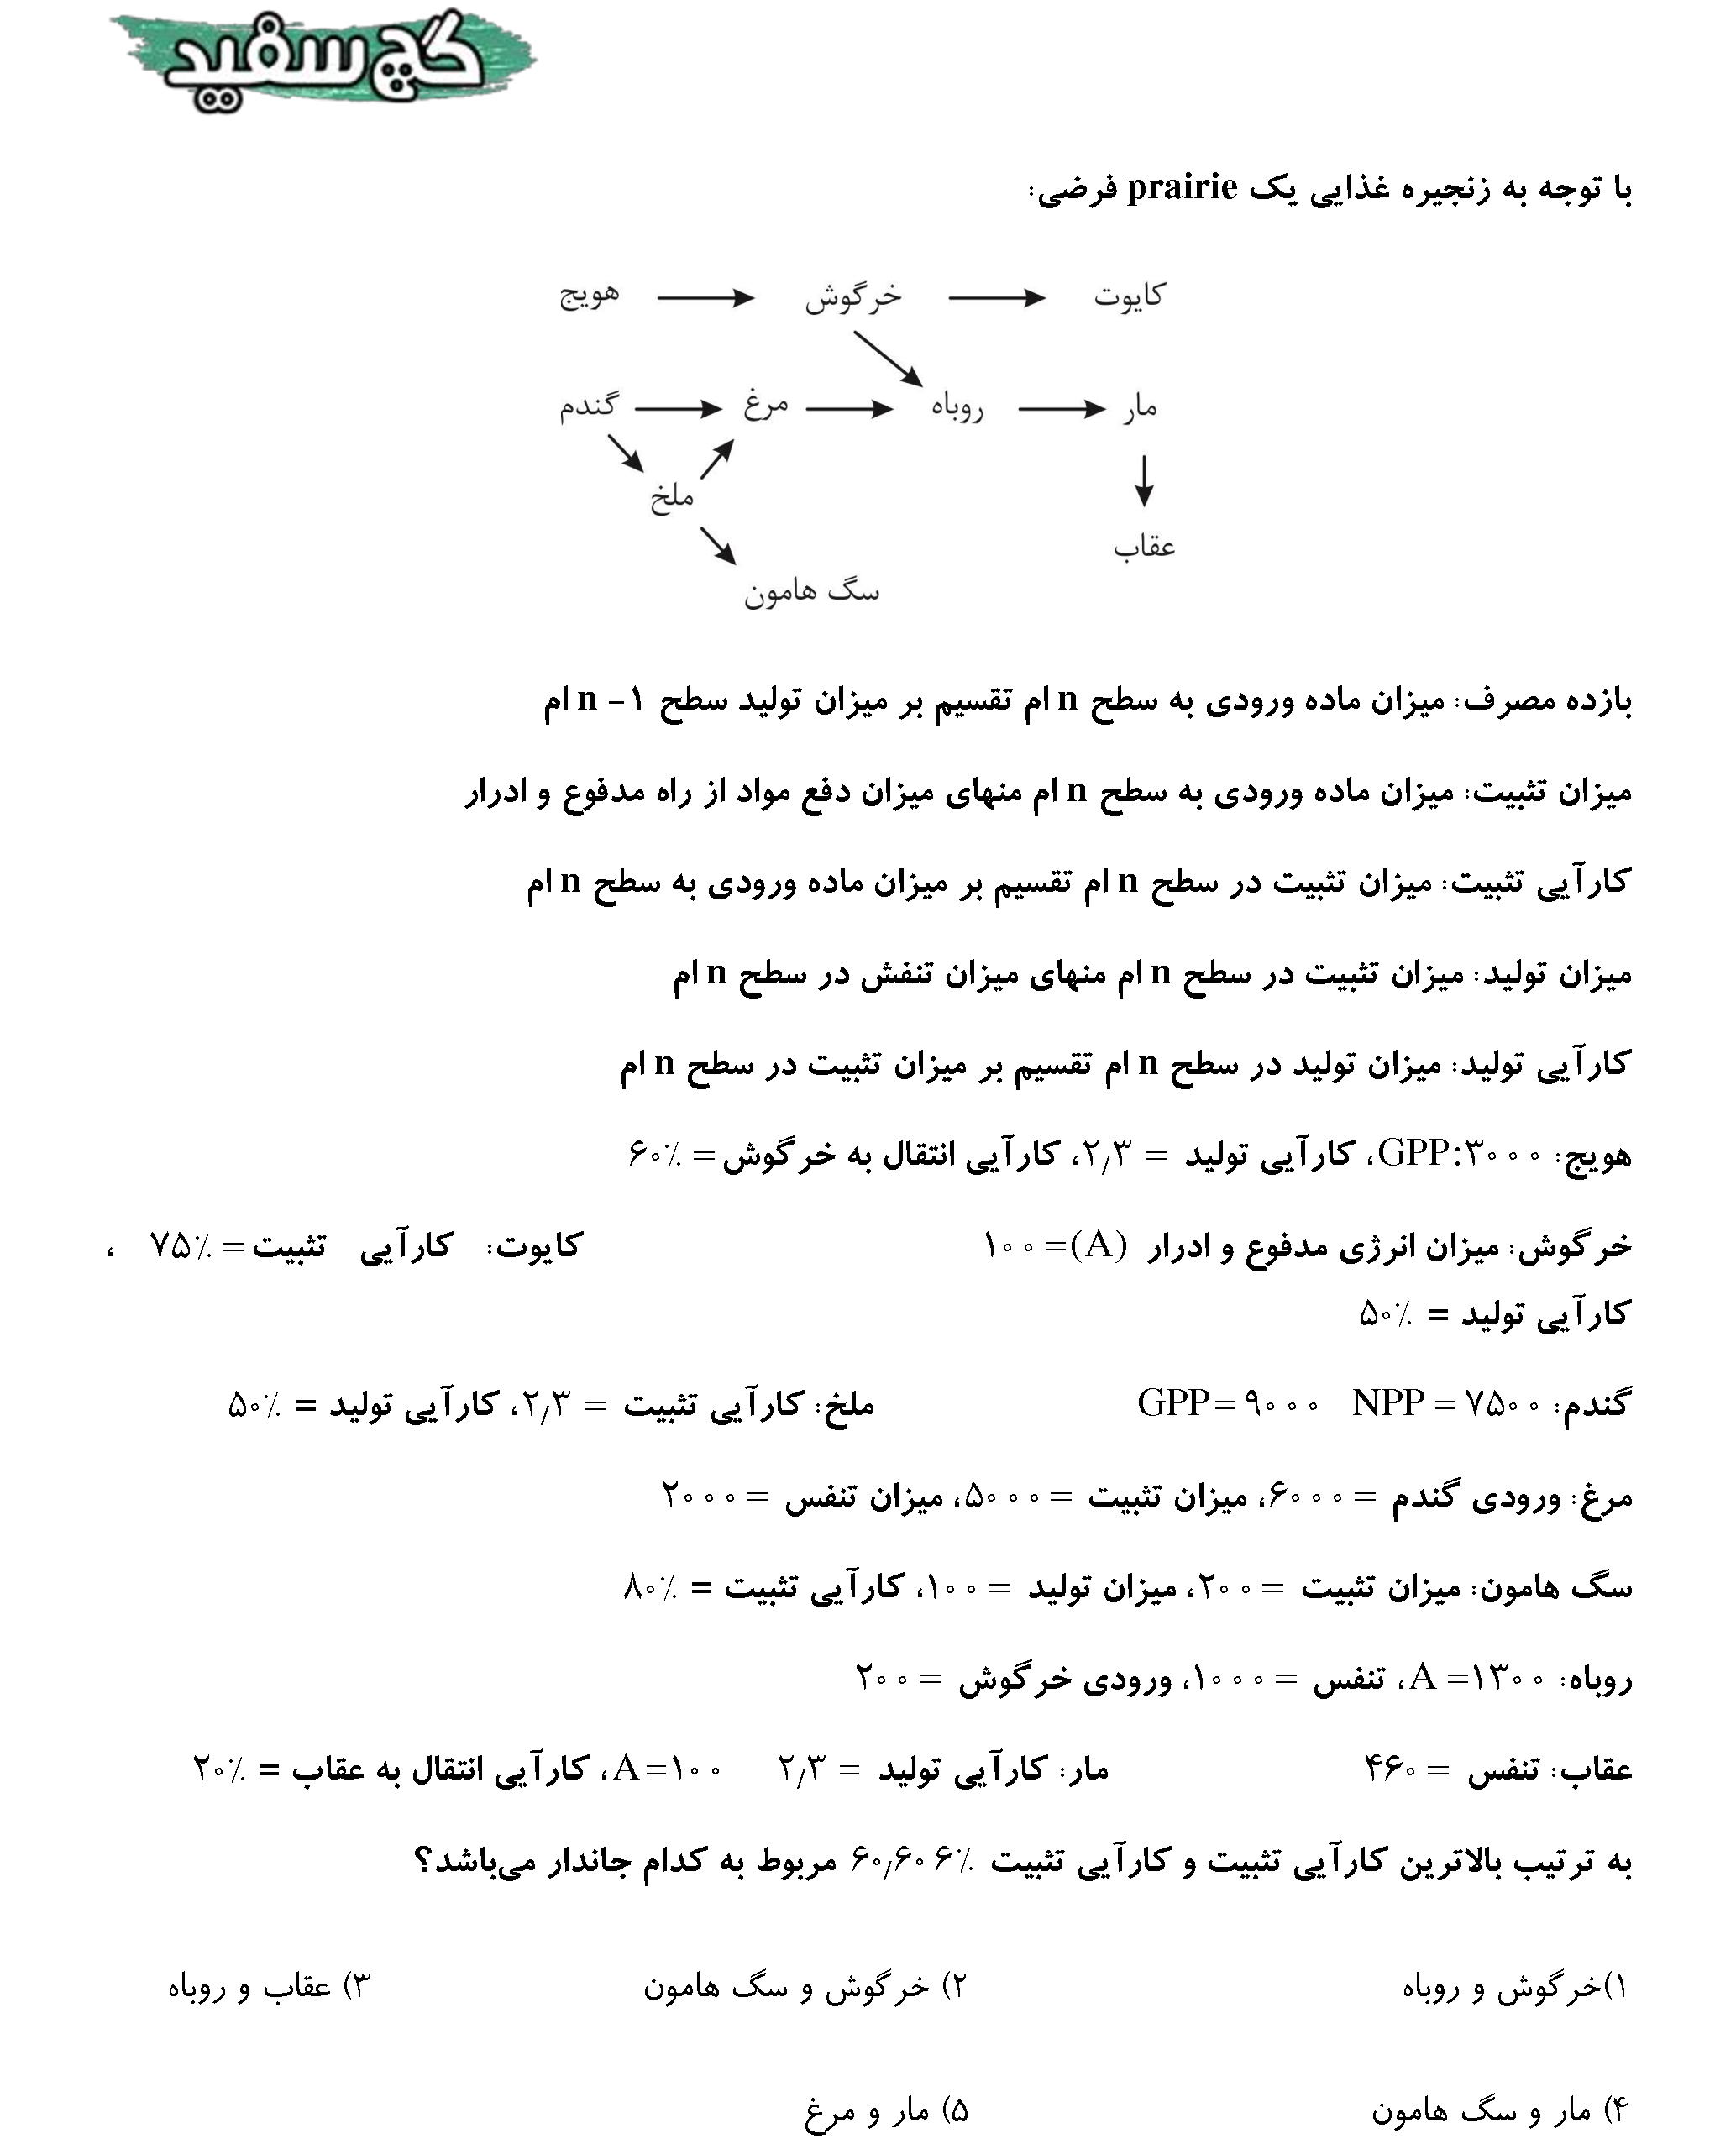 گچ سفید
با توجه به زنجیره غذایی یک prairie فرضی:
هویج خرگوش کایوت
گندم مرغ روباه مار
ملخ
عقاب
سگ هامون
بازده مصرف: میزان ماده ورودی به سطح n ام تقسیم بر میزان تولید سطح n – ۱ ام
میزان تثبیت: میزان ماده ورودی به سطح n ام منهای میزان دفع مواد از راه مدفوع و ادرار
کارآیی تثبیت: میزان تثبیت در سطح n ام تقسیم بر میزان ماده ورودی به سطح n ام
میزان تولید: میزان تثبیت در سطح n ام منهای میزان تنفش در سطح n ام
کارآیی تولید: میزان تولید در سطح n ام تقسیم بر میزان تثبیت در سطح n ام
هویج: GPP:۳۰۰۰، کارآیی تولید = ۲٫۳، کارآیی انتقال به خرگوش = ۶۰٪
خرگوش: میزان انرژی مدفوع و ادرار (A)=۱۰۰ کایوت: کارآیی تثبیت = ۷۵٪ ،
کارآیی تولید = ۵۰٪
گندم: GPP=۹۰۰۰ NPP=۷۵۰۰ ملخ: کارآیی تثبیت = ۲٫۳، کارآیی تولید = ۵۰٪
مرغ: ورودی گندم = ۶۰۰۰، میزان تثبیت = ۵۰۰۰، میزان تنفس = ۲۰۰۰
سگ هامون: میزان تثبیت = ۲۰۰، میزان تولید = ۱۰۰، کارآیی تثبیت = ۸۰٪
روباه: A=۱۳۰۰، تنفس = ۱۰۰۰، ورودی خرگوش = ۲۰۰
عقاب: تنفس = ۴۶۰ مار: کارآیی تولید = ۲٫۳ A=۱۰۰، کارآیی انتقال به عقاب = ۲۰٪
به ترتیب بالاترین کارآیی تثبیت و کارآیی تثبیت ۶۰٫۶۰۶٪ مربوط به کدام جاندار می‌باشد؟
۱)خرگوش و روباه ۲) خرگوش و سگ هامون ۳) عقاب و روباه
۴) مار و سگ هامون ۵) مار و مرغ